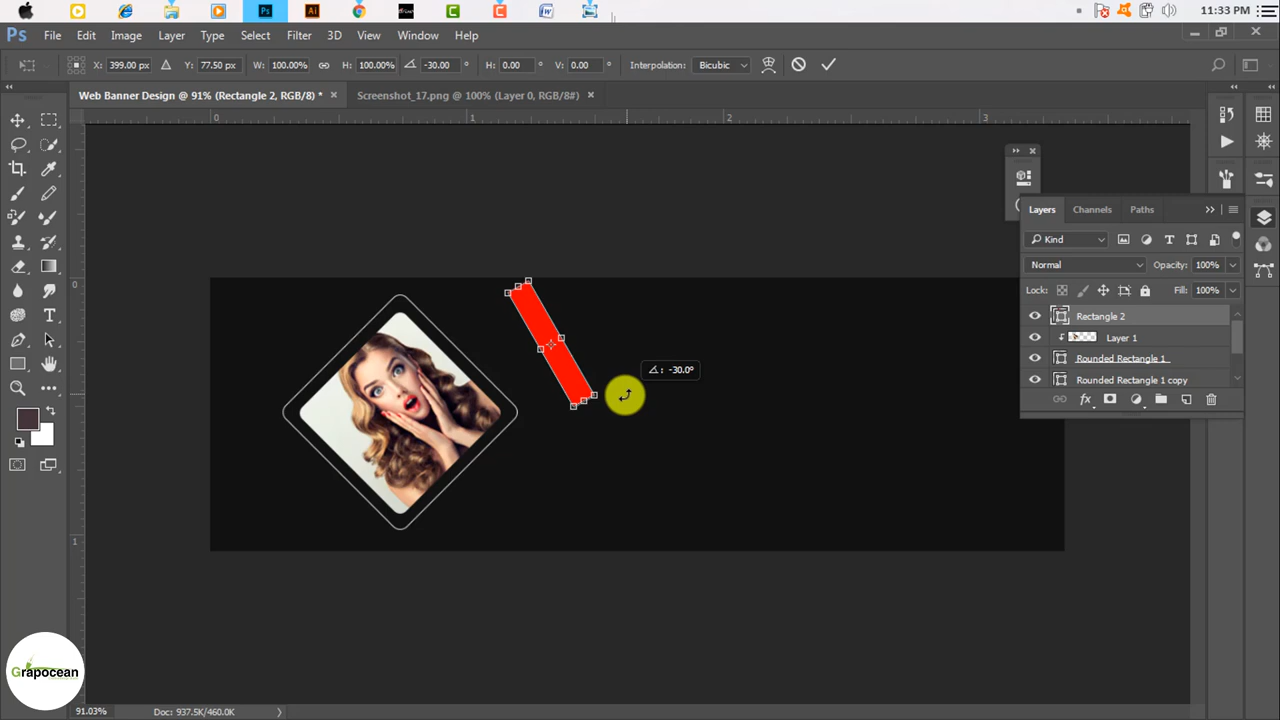 11:33 PM
Ps File Edit Image Layer Type Select Filter 3D View Window Help
X: 399.00 px Y: 77.50 px W: 100.00% H: 100.00% -30.00 ° H: 0.00 ° V: 0.00 ° Interpolation: Bicubic
Web Banner Design @ 91% (Rectangle 2, RGB/8) * Screenshot_17.png @ 100% (Layer 0, RGB/8#)
0 1 2 3
Layers Channels Paths
Kind
Normal Opacity: 100%
Lock: Fill: 100%
Rectangle 2
Layer 1
Rounded Rectangle 1
Rounded Rectangle 1 copy
0
: -30.0°
1
Grapocean
91.03% Doc: 937.5K/460.0K